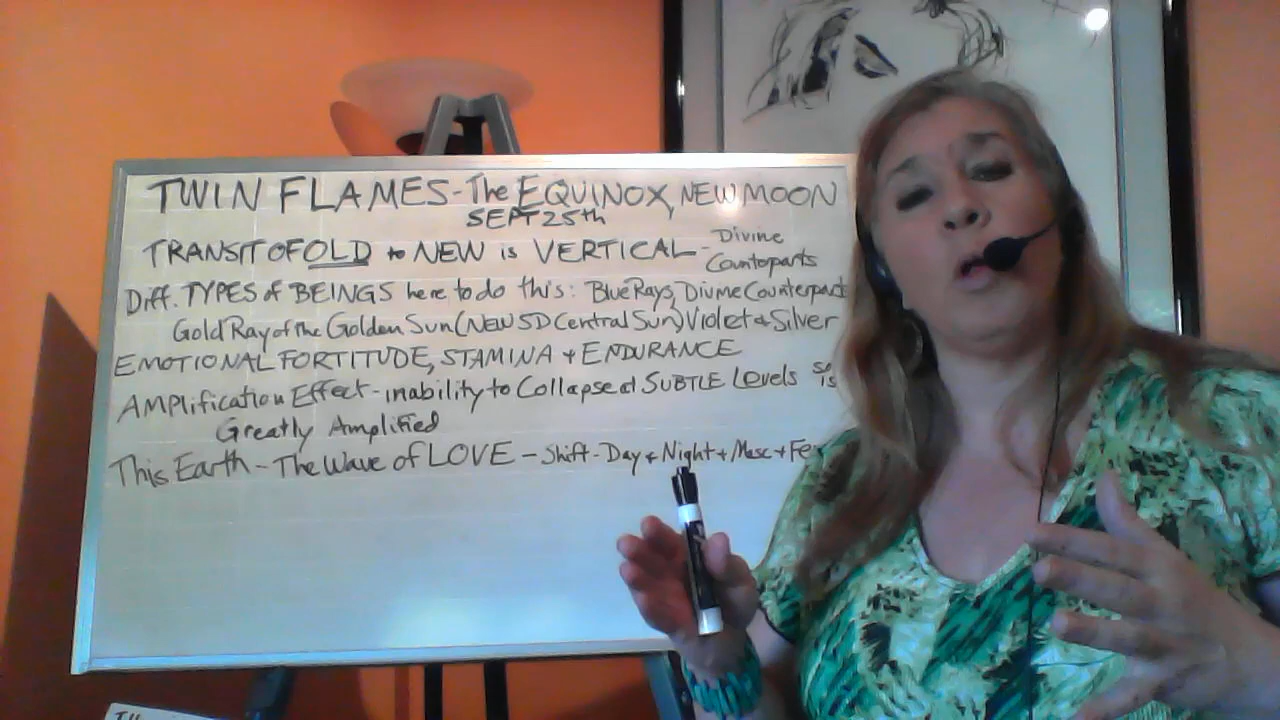 TWIN FLAMES - The EQUINOX, NEW MOON
SEPT 25th
TRANSIT OF OLD to NEW is VERTICAL - Divine
Counterparts
Diff. TYPES of BEINGS here to do this: Blue Rays, Divine Counterparts
Gold Ray of the Golden Sun (NEW 5D Central Sun) Violet & Silver
EMOTIONAL FORTITUDE, STAMINA + ENDURANCE
AMPlification Effect - inability to Collapse at SUBTLE Levels so
is
Greatly Amplified
This Earth - The Wave of LOVE - Shift - Day + Night + Masc + Fe